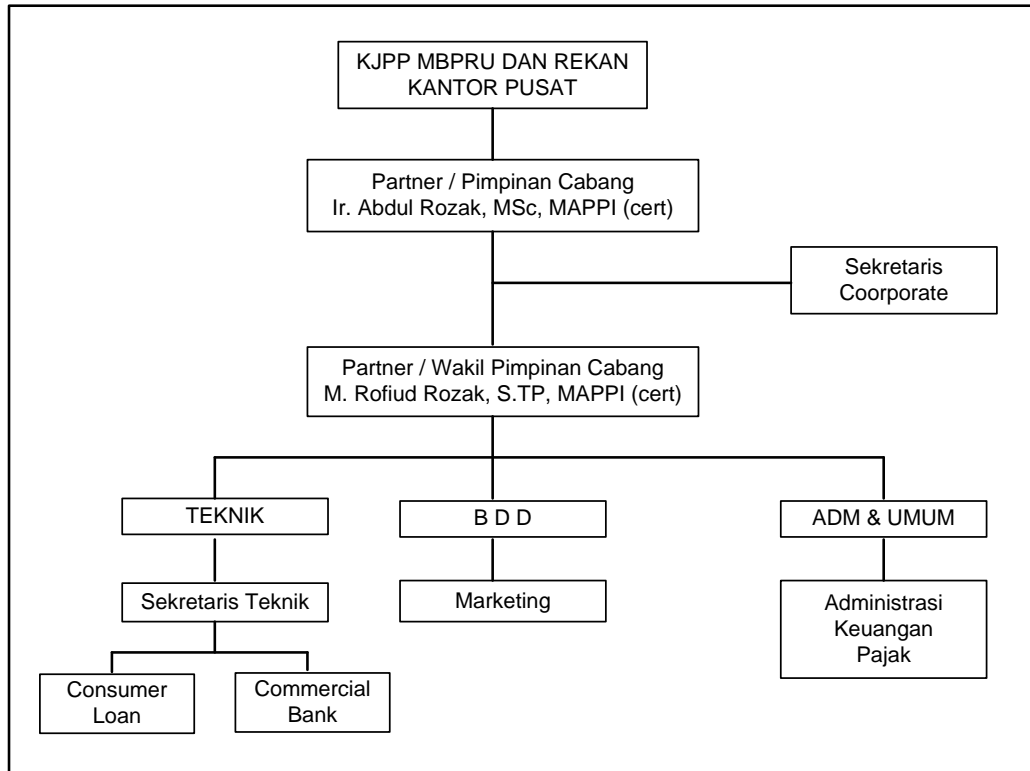 KJPP MBPRU DAN REKAN
KANTOR PUSAT
Partner / Pimpinan Cabang
Ir. Abdul Rozak, MSc, MAPPI (cert)
Sekretaris
Coorporate
Partner / Wakil Pimpinan Cabang
M. Rofiud Rozak, S.TP, MAPPI (cert)
TEKNIK
B D D
ADM & UMUM
Sekretaris Teknik
Marketing
Administrasi
Keuangan
Pajak
Consumer
Loan
Commercial
Bank